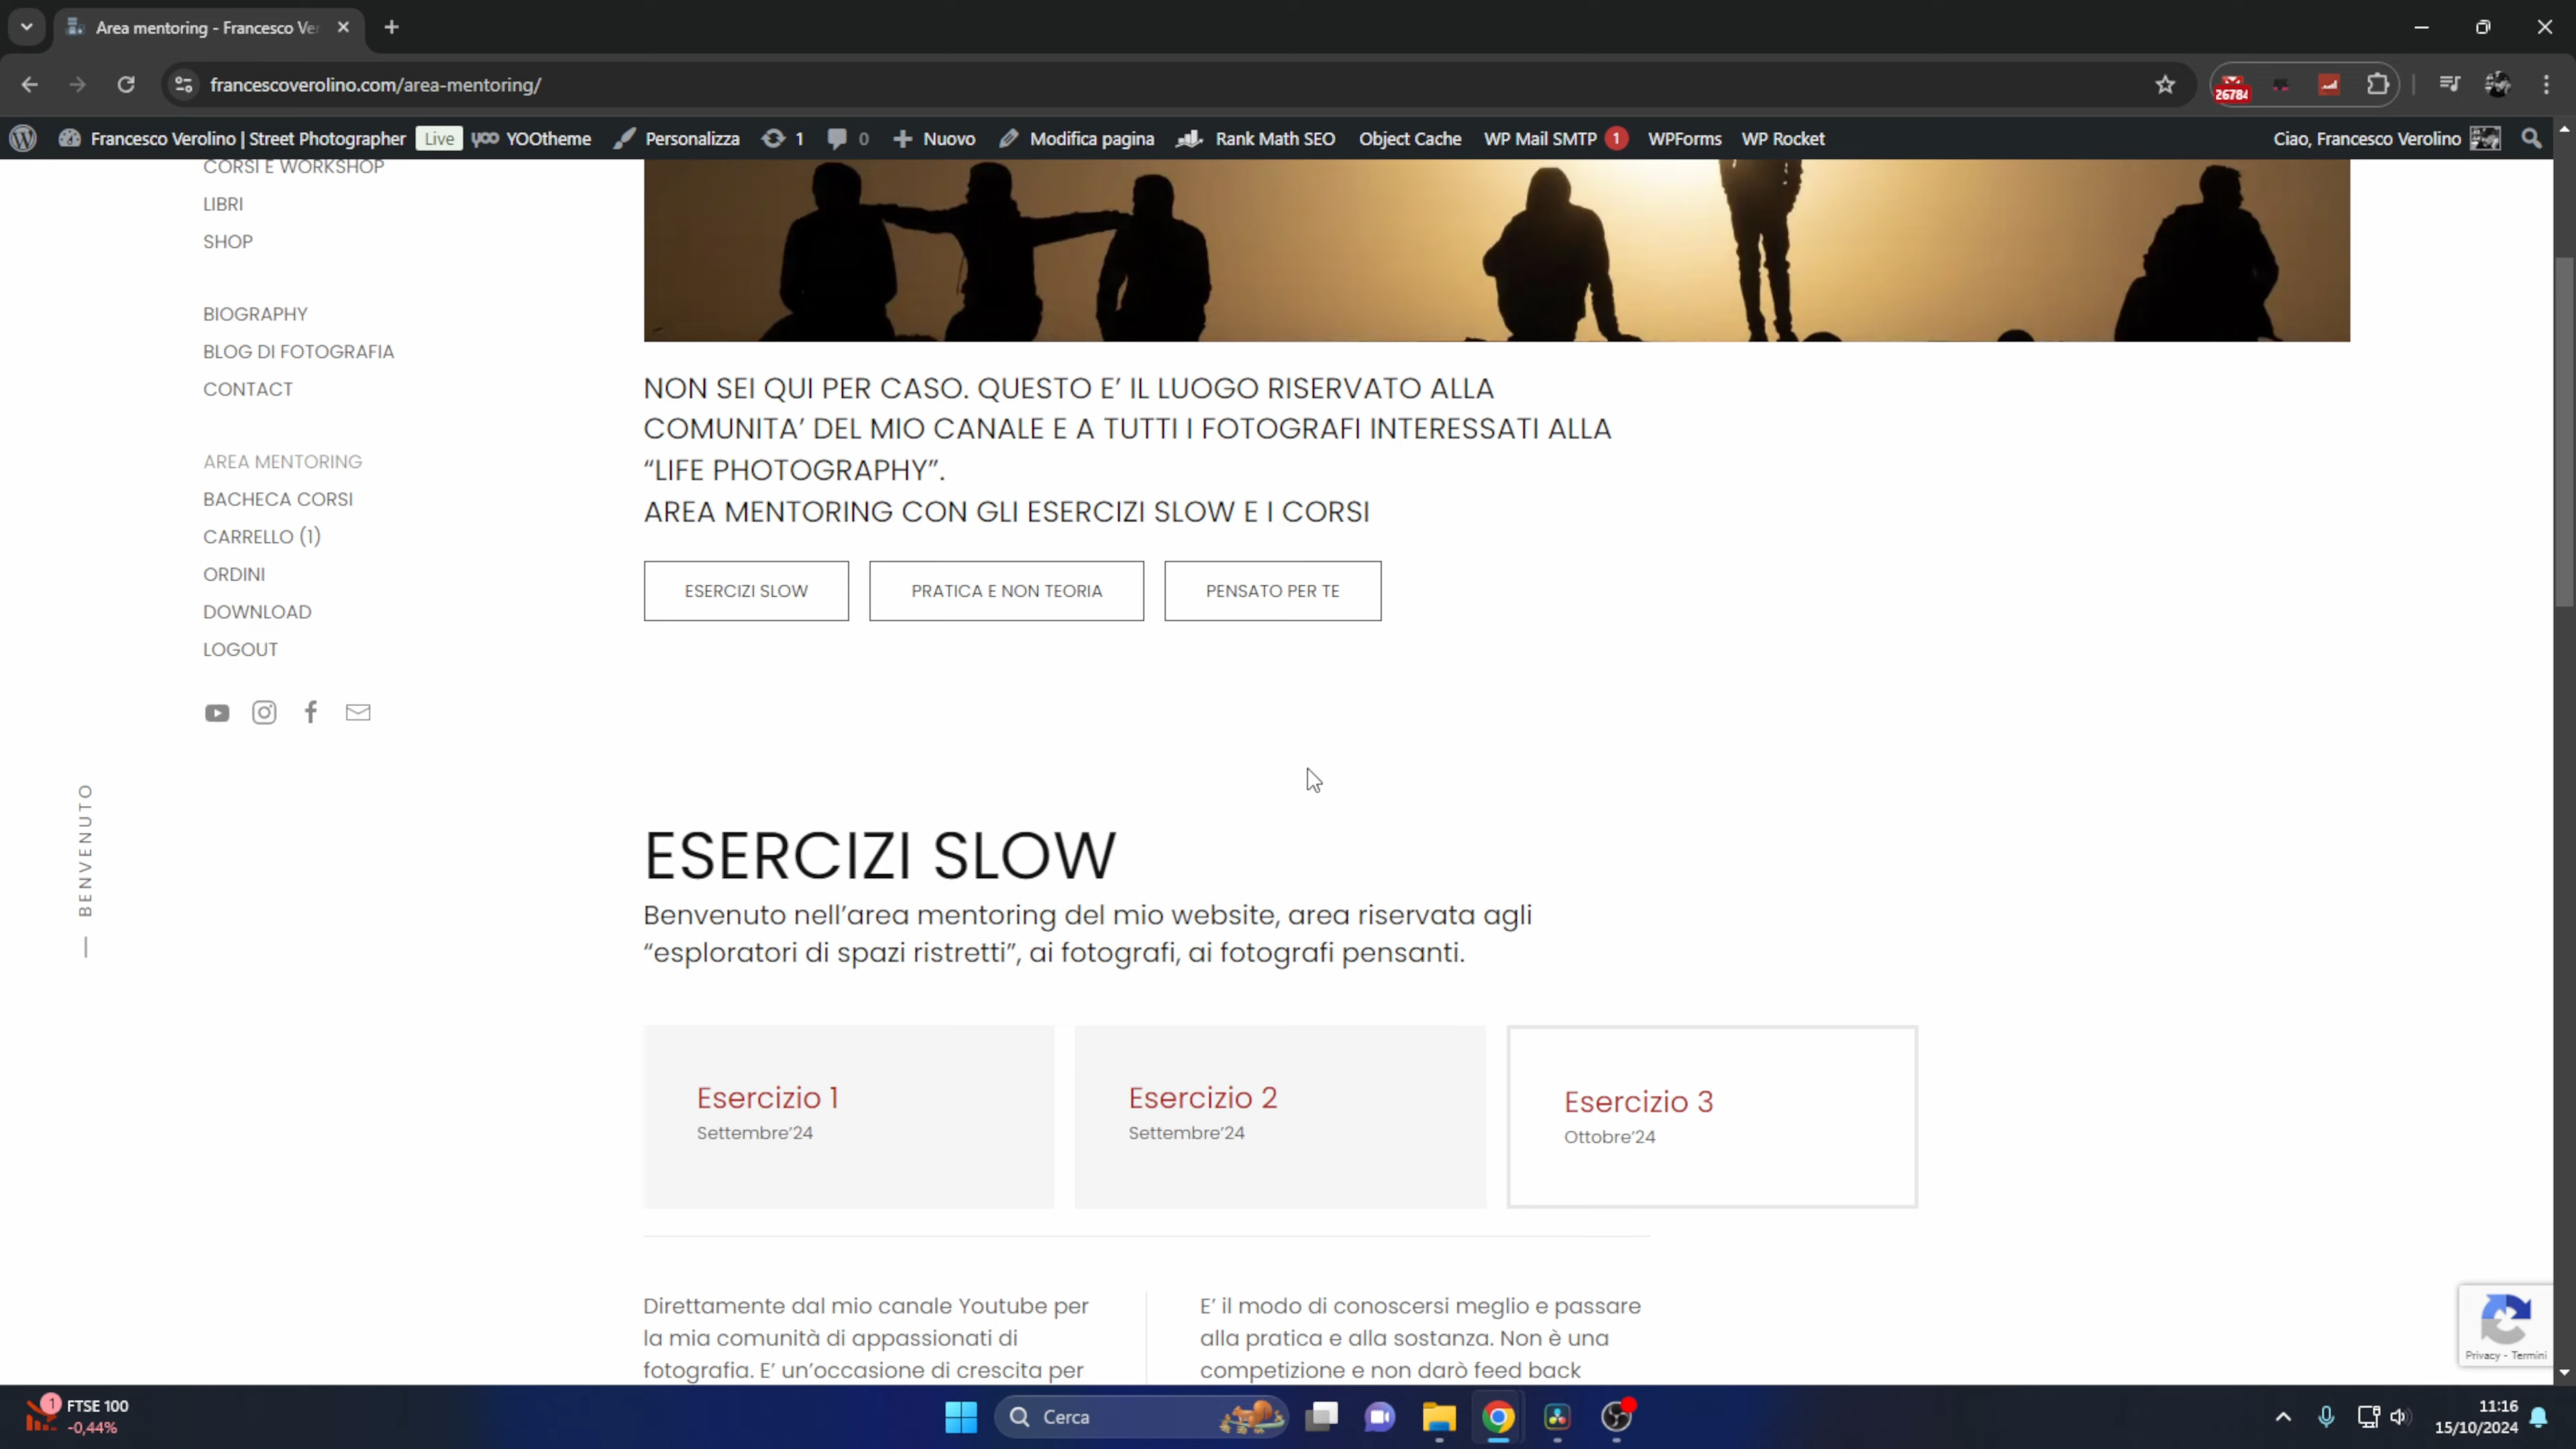 Area mentoring - Francesco Ver
francescoverolino.com/area-mentoring/
26784
Francesco Verolino | Street Photographer Live yoo YOOtheme Personalizza 1 0 Nuovo Modifica pagina Rank Math SEO Object Cache WP Mail SMTP 1 WPForms WP Rocket Ciao, Francesco Verolino
CORSI E WORKSHOP
LIBRI
SHOP
BIOGRAPHY
BLOG DI FOTOGRAFIA
CONTACT
AREA MENTORING
BACHECA CORSI
CARRELLO (1)
ORDINI
DOWNLOAD
LOGOUT
BENVENUTO
NON SEI QUI PER CASO. QUESTO E’ IL LUOGO RISERVATO ALLA
COMUNITA’ DEL MIO CANALE E A TUTTI I FOTOGRAFI INTERESSATI ALLA
“LIFE PHOTOGRAPHY”.
AREA MENTORING CON GLI ESERCIZI SLOW E I CORSI
ESERCIZI SLOW PRATICA E NON TEORIA PENSATO PER TE
ESERCIZI SLOW
Benvenuto nell’area mentoring del mio website, area riservata agli
“esploratori di spazi ristretti”, ai fotografi, ai fotografi pensanti.
Esercizio 1
Settembre’24
Esercizio 2
Settembre’24
Esercizio 3
Ottobre’24
Direttamente dal mio canale Youtube per
la mia comunità di appassionati di
fotografia. E’ un’occasione di crescita per
E’ il modo di conoscersi meglio e passare
alla pratica e alla sostanza. Non è una
competizione e non darò feed back
Privacy - Termini
1
FTSE 100
-0,44%
Cerca
11:16
15/10/2024